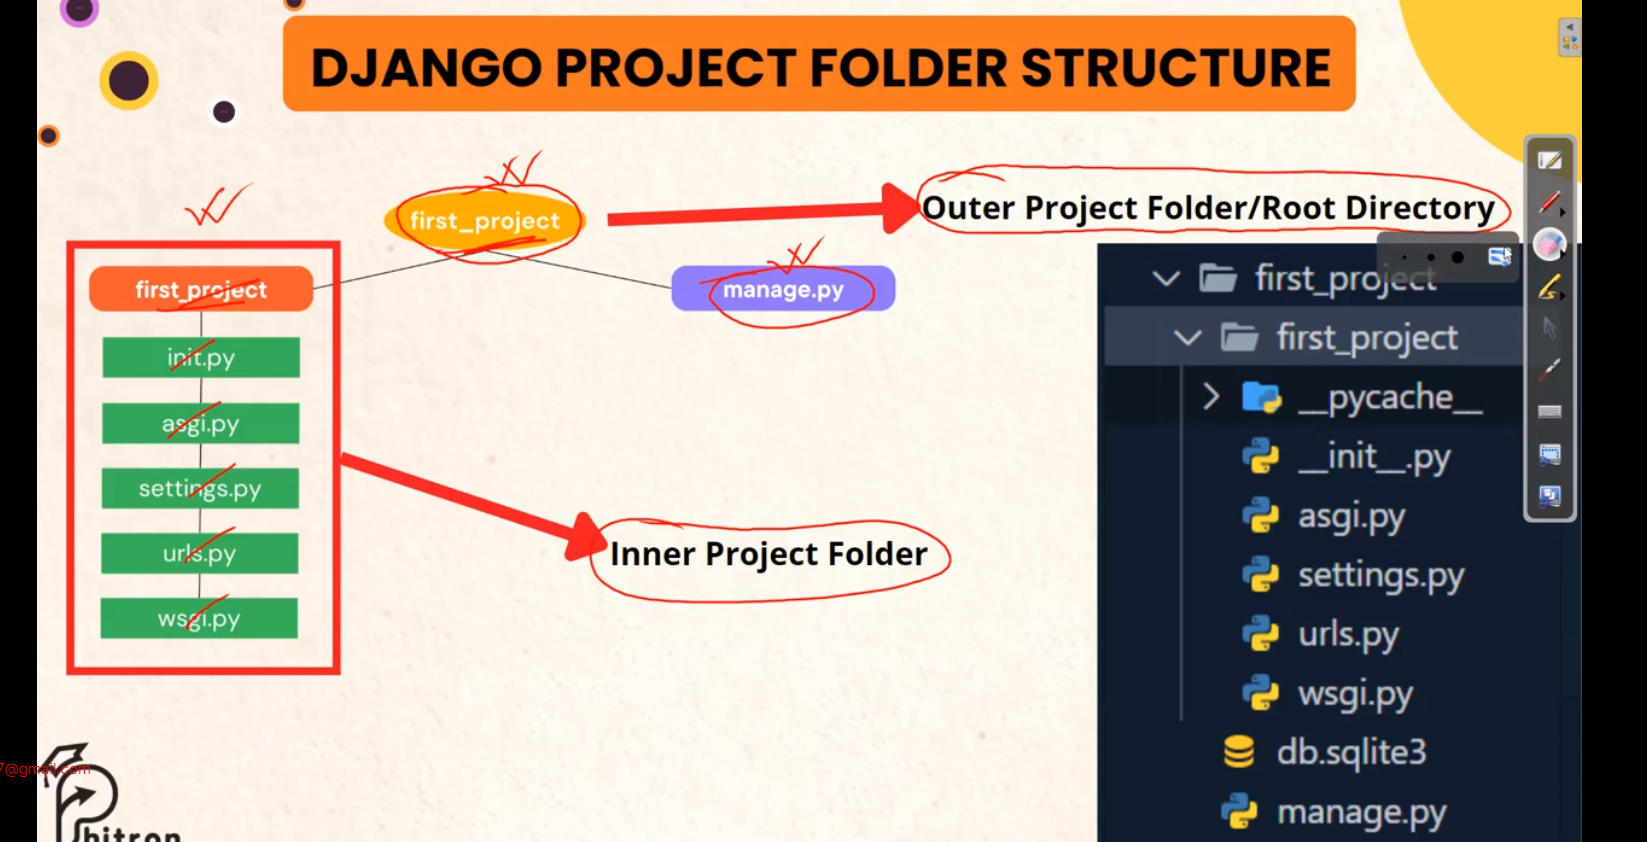 DJANGO PROJECT FOLDER STRUCTURE
first_project
Outer Project Folder/Root Directory
first_project
manage.py
init.py
asgi.py
settings.py
urls.py
wsgi.py
Inner Project Folder
first_project
first_project
__pycache__
__init__.py
asgi.py
settings.py
urls.py
wsgi.py
db.sqlite3
manage.py
7@gmail.com
Phitron